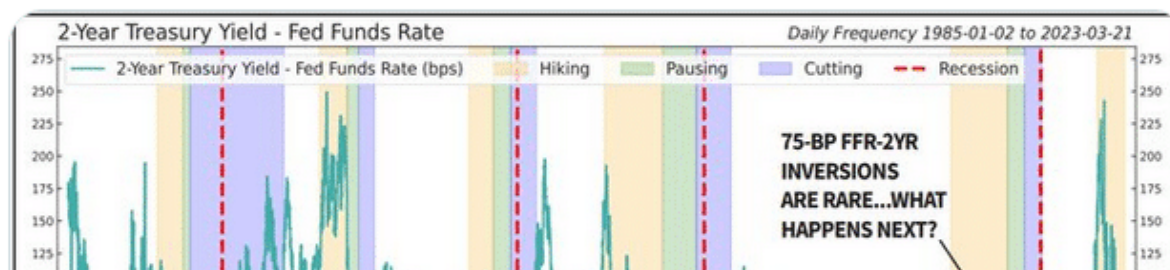 2-Year Treasury Yield - Fed Funds Rate
Daily Frequency 1985-01-02 to 2023-03-21
2-Year Treasury Yield - Fed Funds Rate (bps) Hiking Pausing Cutting Recession
275 275
250 250
225 225
200 200
175 175
150 150
125 125
75-BP FFR-2YR
INVERSIONS
ARE RARE...WHAT
HAPPENS NEXT?